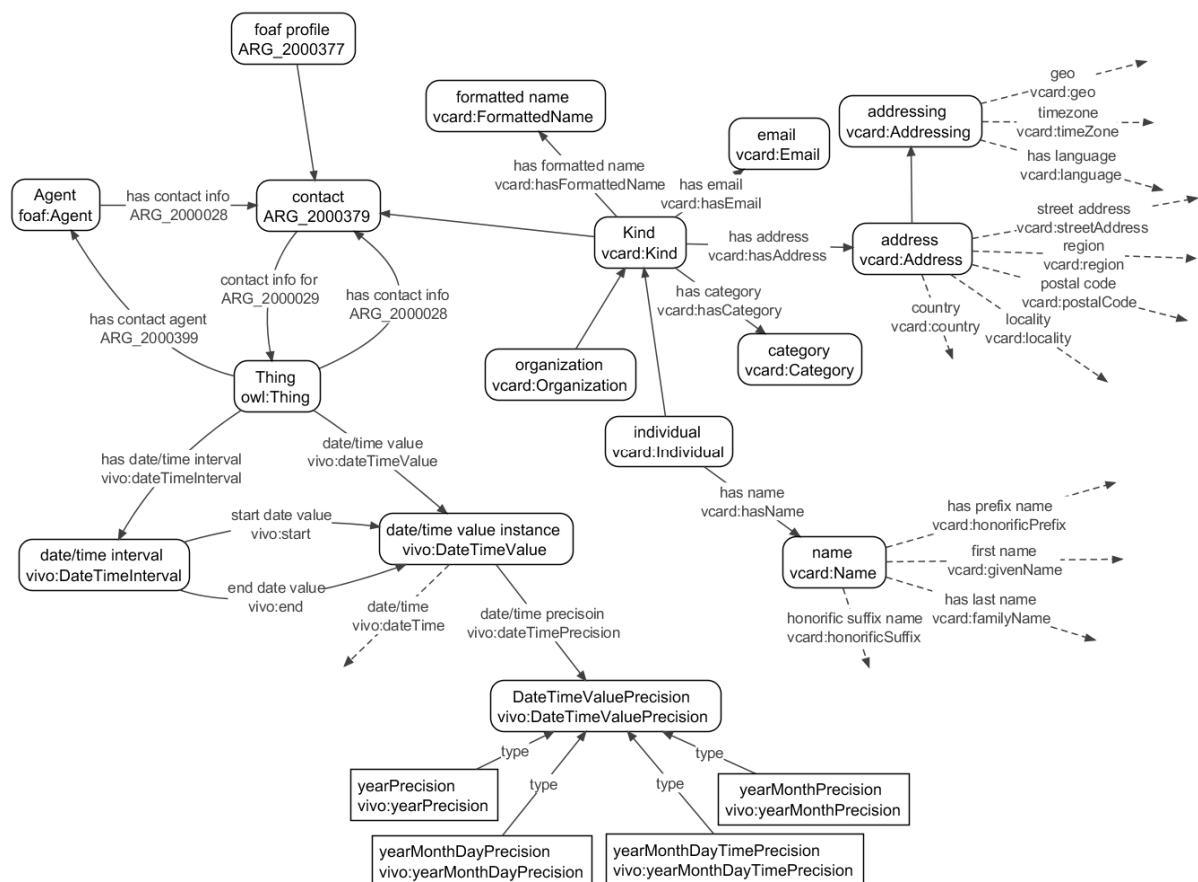 foaf profile
ARG_2000377
formatted name
vcard:FormattedName
addressing
vcard:Addressing
geo
vcard:geo
timezone
vcard:timeZone
has language
vcard:language
email
vcard:Email
has formatted name
vcard:hasFormattedName
has email
vcard:hasEmail
Agent
foaf:Agent
has contact info
ARG_2000028
contact
ARG_2000379
Kind
vcard:Kind
has address
vcard:hasAddress
address
vcard:Address
street address
vcard:streetAddress
region
vcard:region
postal code
vcard:postalCode
locality
vcard:locality
country
vcard:country
contact info for
ARG_2000029
has contact info
ARG_2000028
has contact agent
ARG_2000399
has category
vcard:hasCategory
category
vcard:Category
organization
vcard:Organization
Thing
owl:Thing
individual
vcard:Individual
has date/time interval
vivo:dateTimeInterval
date/time value
vivo:dateTimeValue
has name
vcard:hasName
has prefix name
vcard:honorificPrefix
first name
vcard:givenName
has last name
vcard:familyName
honorific suffix name
vcard:honorificSuffix
name
vcard:Name
start date value
vivo:start
date/time interval
vivo:DateTimeInterval
date/time value instance
vivo:DateTimeValue
end date value
vivo:end
date/time
vivo:dateTime
date/time precisoin
vivo:dateTimePrecision
DateTimeValuePrecision
vivo:DateTimeValuePrecision
type
type
type
type
yearPrecision
vivo:yearPrecision
yearMonthPrecision
vivo:yearMonthPrecision
yearMonthDayPrecision
vivo:yearMonthDayPrecision
yearMonthDayTimePrecision
vivo:yearMonthDayTimePrecision